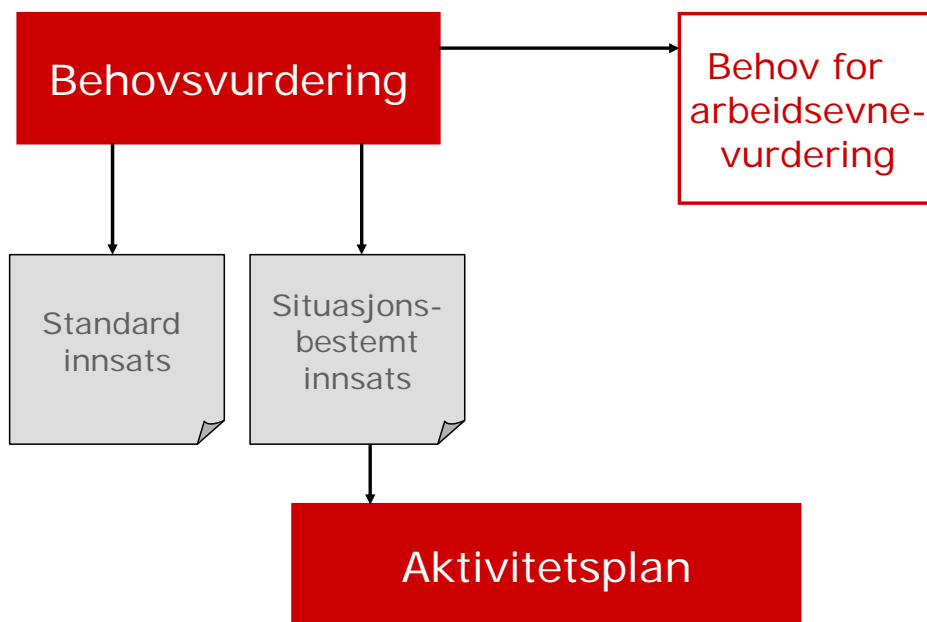 Behovsvurdering
Behov for
arbeidsevne-
vurdering
Standard
innsats
Situasjons-
bestemt
innsats
Aktivitetsplan